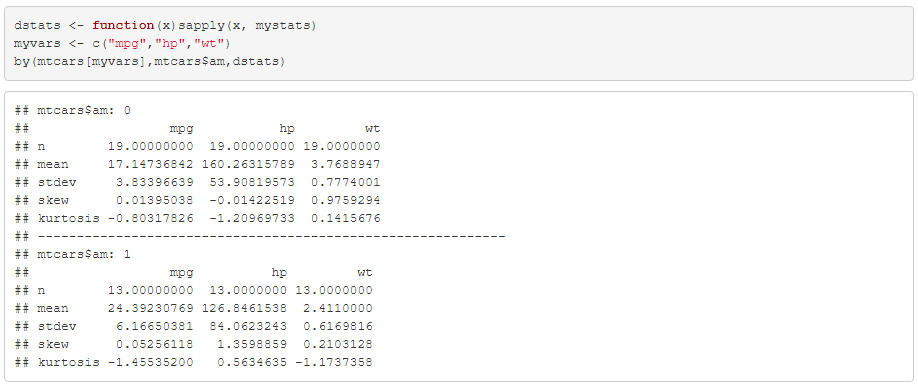 dstats <- function(x)sapply(x, mystats)
myvars <- c("mpg","hp","wt")
by(mtcars[myvars],mtcars$am,dstats)
## mtcars$am: 0
##                  mpg           hp         wt
## n        19.00000000  19.00000000 19.0000000
## mean     17.14736842 160.26315789  3.7688947
## stdev     3.83396639  53.90819573  0.7774001
## skew      0.01395038  -0.01422519  0.9759294
## kurtosis -0.80317826  -1.20969733  0.1415676
## ------------------------------------------------------------
## mtcars$am: 1
##                  mpg          hp         wt
## n        13.00000000  13.0000000 13.0000000
## mean     24.39230769 126.8461538  2.4110000
## stdev     6.16650381  84.0623243  0.6169816
## skew      0.05256118   1.3598859  0.2103128
## kurtosis -1.45535200   0.5634635 -1.1737358